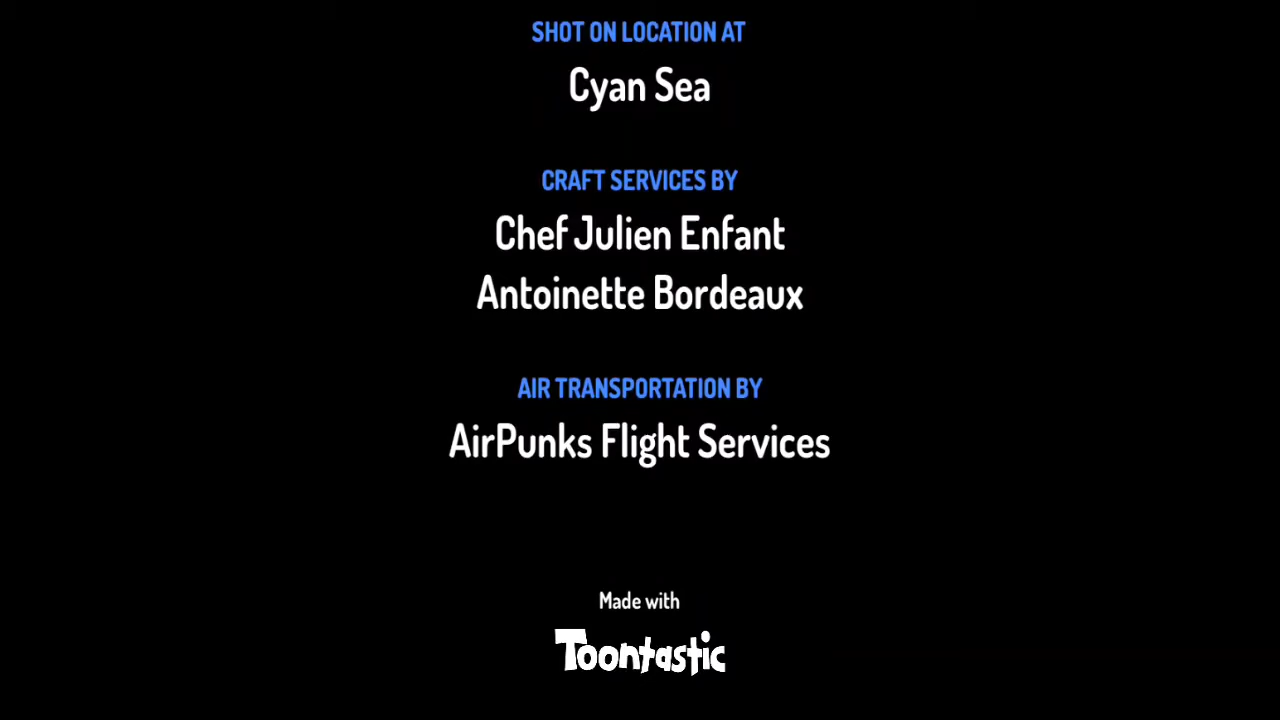 SHOT ON LOCATION AT
Cyan Sea
CRAFT SERVICES BY
Chef Julien Enfant
Antoinette Bordeaux
AIR TRANSPORTATION BY
AirPunks Flight Services
Made with
Toontastic